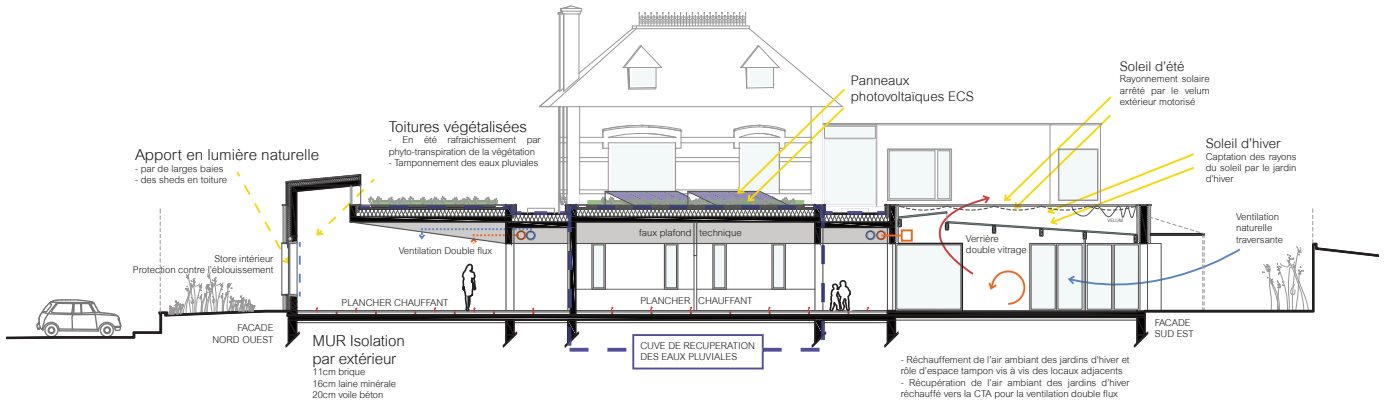 Apport en lumière naturelle
- par de larges baies
- des sheds en toiture
Toitures végétalisées
- En été rafraichissement par
phyto-transpiration de la végétation
- Tamponnement des eaux pluviales
Panneaux
photovoltaïques ECS
Soleil d'été
Rayonnement solaire
arrêté par le velum
extérieur motorisé
Soleil d'hiver
Captation des rayons
du soleil par le jardin
d'hiver
Ventilation
naturelle
traversante
VELUM
Verrière
double vitrage
faux plafond technique
Ventilation Double flux
Store intérieur
Protection contre l'éblouissement
PLANCHER CHAUFFANT
PLANCHER CHAUFFANT
FACADE
NORD OUEST
FACADE
SUD EST
MUR Isolation
par extérieur
11cm brique
16cm laine minérale
20cm voile béton
CUVE DE RECUPERATION
DES EAUX PLUVIALES
- Réchauffement de l'air ambiant des jardins d'hiver et
rôle d'espace tampon vis à vis des locaux adjacents
- Récupération de l'air ambiant des jardins d'hiver
réchauffé vers la CTA pour la ventilation double flux